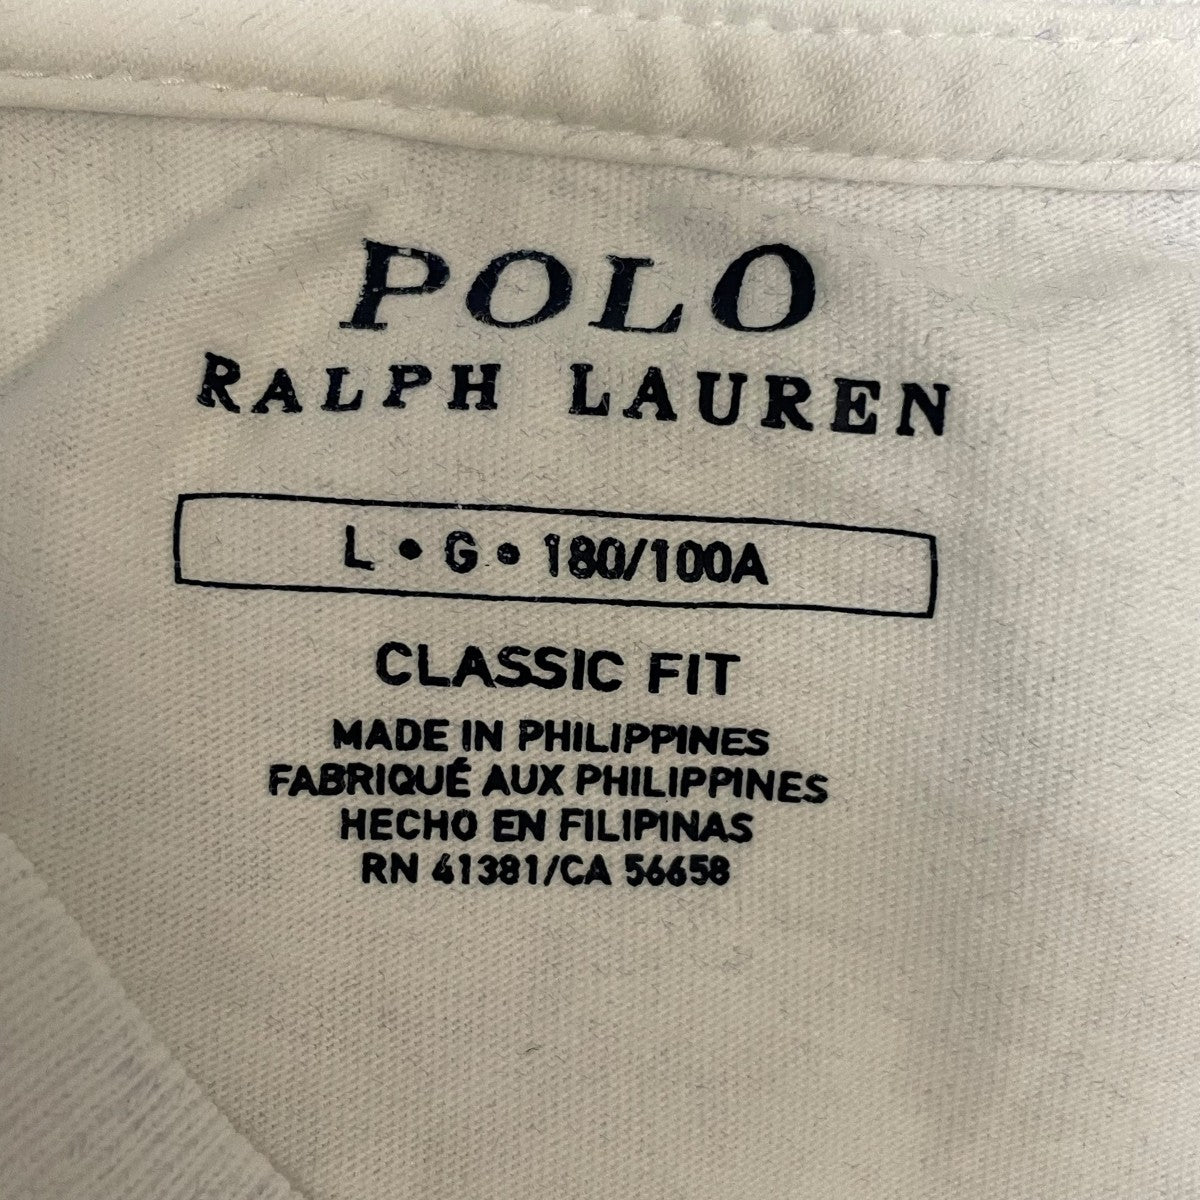 POLO
RALPH LAUREN
L • G • 180/100A
CLASSIC FIT
MADE IN PHILIPPINES
FABRIQUÉ AUX PHILIPPINES
HECHO EN FILIPINAS
RN 41381/CA 56658